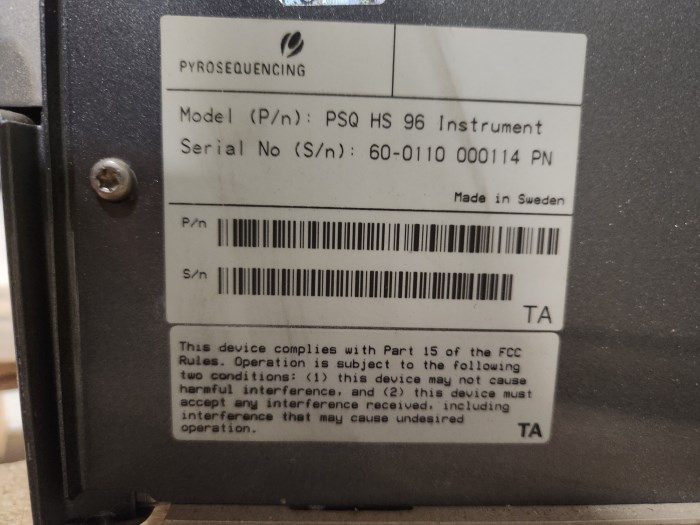 PYROSEQUENCING
Model (P/n): PSQ HS 96 Instrument
Serial No (S/n): 60-0110 000114 PN
Made in Sweden
P/n
S/n
TA
This device complies with Part 15 of the FCC
Rules. Operation is subject to the following
two conditions: (1) this device may not cause
harmful interference, and (2) this device must
accept any interference received, including
interference that may cause undesired
operation.
TA